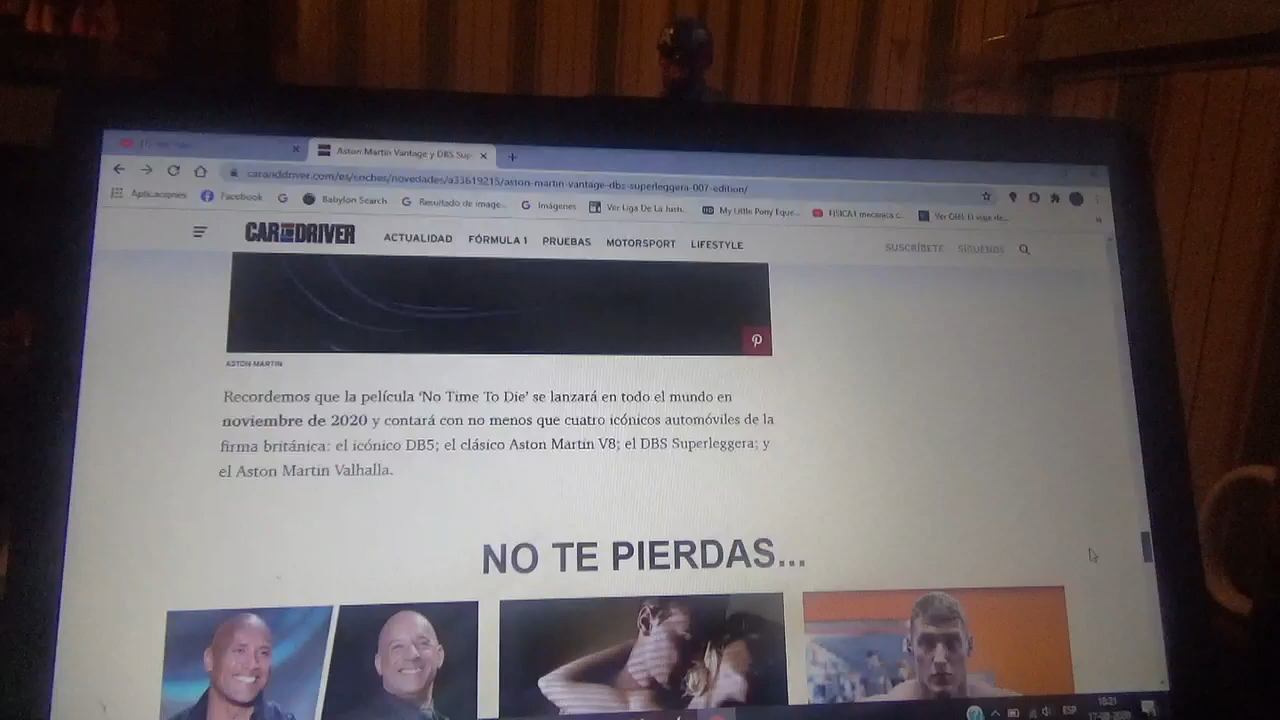 Aston Martin Vantage y DBS Sup
caranddriver.com/es/coches/novedades/a33619215/aston-martin-vantage-dbs-superleggera-007-edition/
Aplicaciones Facebook Babylon Search Resultado de image... Imágenes Ver Liga De La Justi... My Little Pony Eque... FISICA1 mecanica c...
CAR AND DRIVER ACTUALIDAD FÓRMULA 1 PRUEBAS MOTORSPORT LIFESTYLE SUSCRÍBETE SÍGUENOS
ASTON MARTIN
Recordemos que la película ‘No Time To Die’ se lanzará en todo el mundo en
noviembre de 2020 y contará con no menos que cuatro icónicos automóviles de la
firma británica: el icónico DB5; el clásico Aston Martin V8; el DBS Superleggera; y
el Aston Martin Valhalla.
NO TE PIERDAS...
ESP
18:21